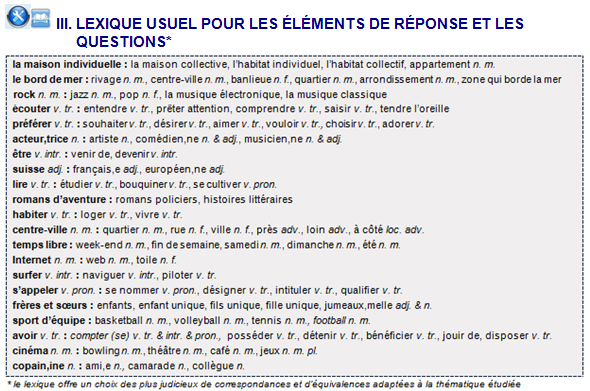 III. LEXIQUE USUEL POUR LES ÉLÉMENTS DE RÉPONSE ET LES
QUESTIONS*
la maison individuelle : la maison collective, l'habitat individuel, l'habitat collectif, appartement n. m.
le bord de mer : rivage n. m., centre-ville n. m., banlieue n. f., quartier n. m., arrondissement n. m., zone qui borde la mer
rock n. m. : jazz n. m., pop n. f., la musique électronique, la musique classique
écouter v. tr. : entendre v. tr., prêter attention, comprendre v. tr., saisir v. tr., tendre l'oreille
préférer v. tr. : souhaiter v. tr., désirer v. tr., aimer v. tr., vouloir v. tr., choisir v. tr., adorer v. tr.
acteur,trice n. : artiste n., comédien,ne n. & adj., musicien,ne n. & adj.
être v. intr. : venir de, devenir v. intr.
suisse adj. : français,e adj., européen,ne adj.
lire v. tr. : étudier v. tr., bouquiner v. tr., se cultiver v. pron.
romans d'aventure : romans policiers, histoires littéraires
habiter v. tr. : loger v. tr., vivre v. tr.
centre-ville n. m. : quartier n. m., rue n. f., ville n. f., près adv., loin adv., à côté loc. adv.
temps libre : week-end n. m., fin de semaine, samedi n. m., dimanche n. m., été n. m.
Internet n. m. : web n. m., toile n. f.
surfer v. intr. : naviguer v. intr., piloter v. tr.
s'appeler v. pron. : se nommer v. pron., désigner v. tr., intituler v. tr., qualifier v. tr.
frères et sœurs : enfants, enfant unique, fils unique, fille unique, jumeaux,melle adj. & n.
sport d'équipe : basketball n. m., volleyball n. m., tennis n. m., football n. m.
avoir v. tr. : compter (se) v. tr. & intr. & pron., posséder v. tr., détenir v. tr., bénéficier v. tr., jouir de, disposer v. tr.
cinéma n. m. : bowling n. m., théâtre n. m., café n. m., jeux n. m. pl.
copain,ine n. : ami,e n., camarade n., collègue n.
* le lexique offre un choix des plus judicieux de correspondances et d'équivalences adaptées à la thématique étudiée